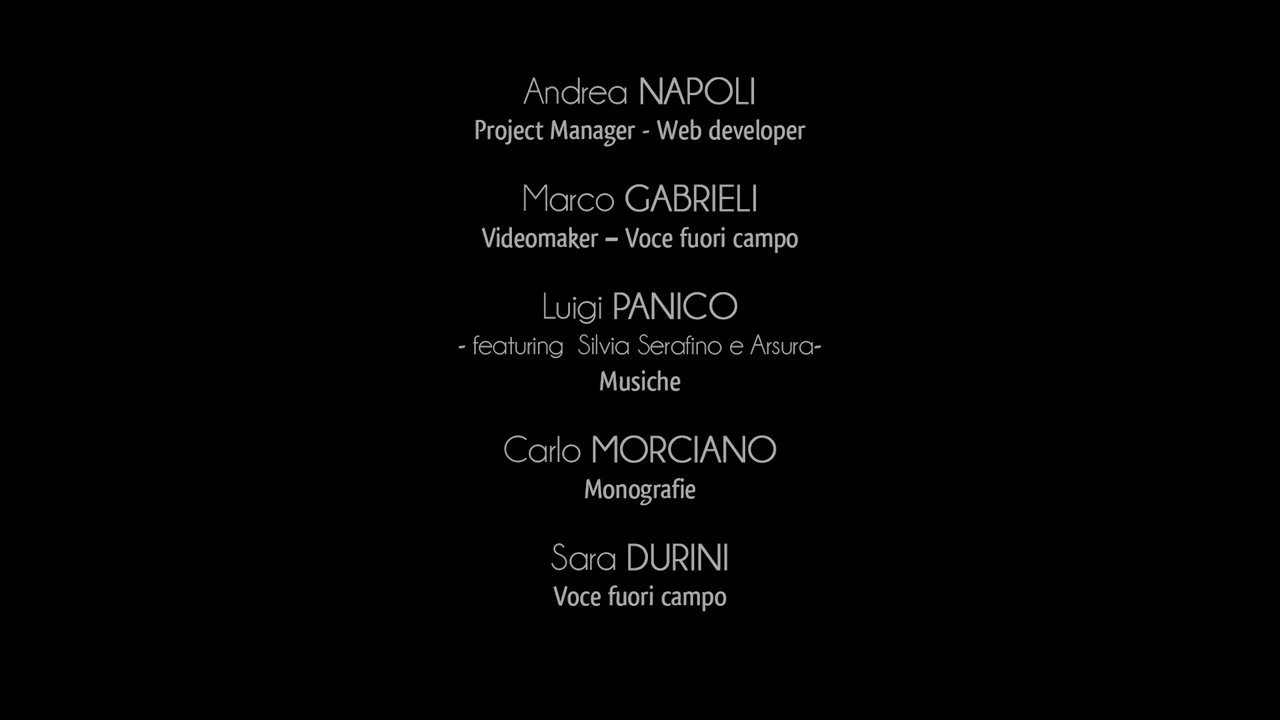 Andrea NAPOLI
Project Manager - Web developer
Marco GABRIELI
Videomaker – Voce fuori campo
Luigi PANICO
- featuring Silvia Serafino e Arsura-
Musiche
Carlo MORCIANO
Monografie
Sara DURINI
Voce fuori campo